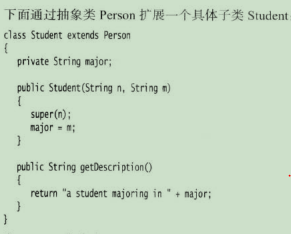 下面通过抽象类 Person 扩展一个具体子类 Student
class Student extends Person
{
   private String major;

   public Student(String n, String m)
   {
      super(n);
      major = m;
   }

   public String getDescription()
   {
      return "a student majoring in " + major;
   }
}